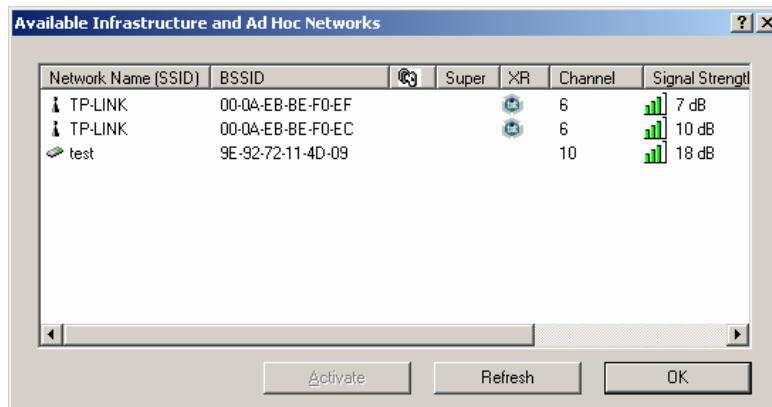 Available Infrastructure and Ad Hoc Networks
Network Name (SSID) BSSID Super XR Channel Signal Strengtl
TP-LINK 00-0A-EB-BE-F0-EF 6 7 dB
TP-LINK 00-0A-EB-BE-F0-EC 6 10 dB
test 9E-92-72-11-4D-09 10 18 dB
Activate Refresh OK